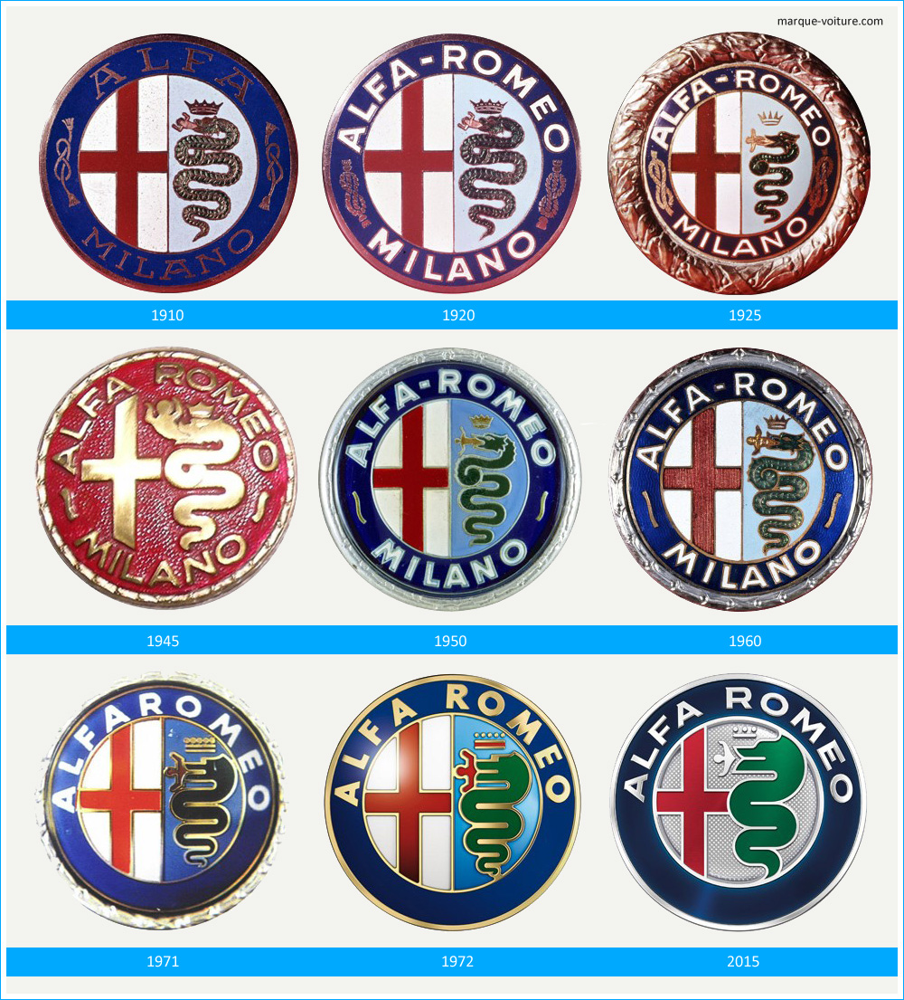 marque-voiture.com
ALFA
MILANO
ALFA-ROMEO
MILANO
ALFA-ROMEO
MILANO
1910
1920
1925
ALFA ROMEO
MILANO
ALFA-ROMEO
MILANO
ALFA-ROMEO
MILANO
1945
1950
1960
ALFAROMEO
ALFA ROMEO
ALFA ROMEO
1971
1972
2015